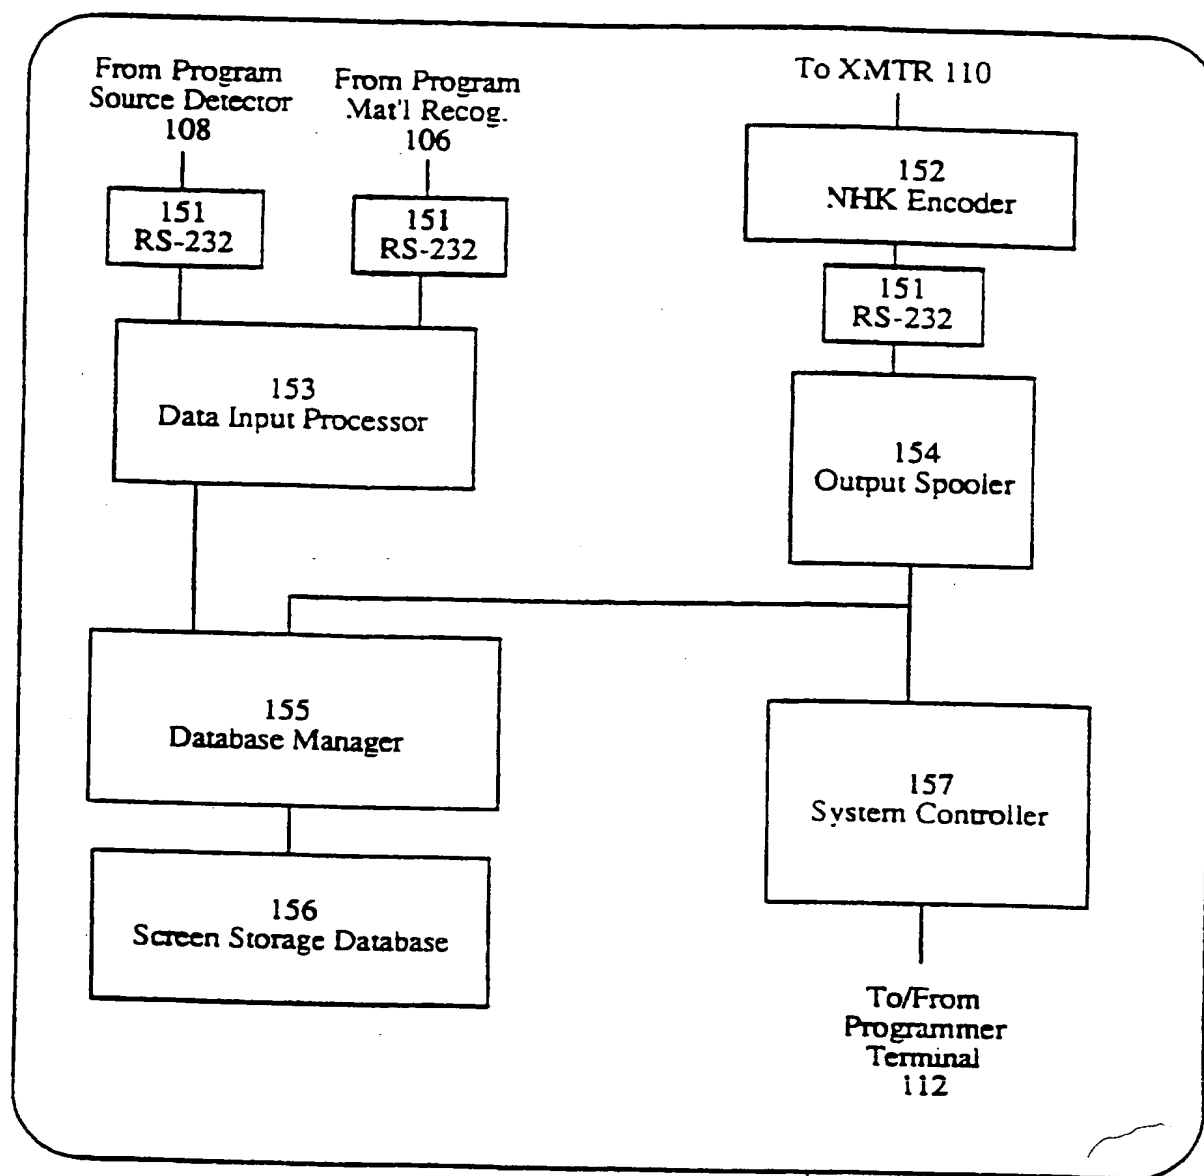 From Program
Source Detector
108
From Program
Mat'l Recog.
106
To XMTR 110
151
RS-232
151
RS-232
152
NHK Encoder
151
RS-232
153
Data Input Processor
154
Output Spooler
155
Database Manager
157
System Controller
156
Screen Storage Database
To/From
Programmer
Terminal
112